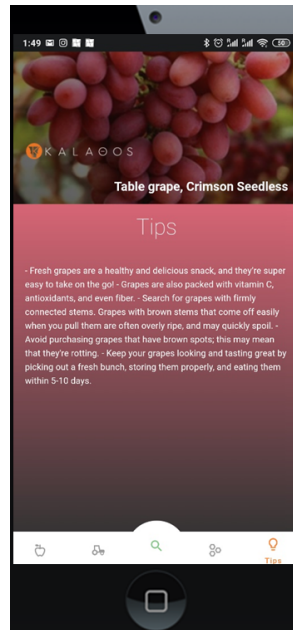 1:49
KALAΘOS
Table grape, Crimson Seedless
Tips
- Fresh grapes are a healthy and delicious snack, and they're super
easy to take on the go! - Grapes are also packed with vitamin C,
antioxidants, and even fiber. - Search for grapes with firmly
connected stems. Grapes with brown stems that come off easily
when you pull them are often overly ripe, and may quickly spoil. -
Avoid purchasing grapes that have brown spots; this may mean
that they're rotting. - Keep your grapes looking and tasting great by
picking out a fresh bunch, storing them properly, and eating them
within 5-10 days.
Tips